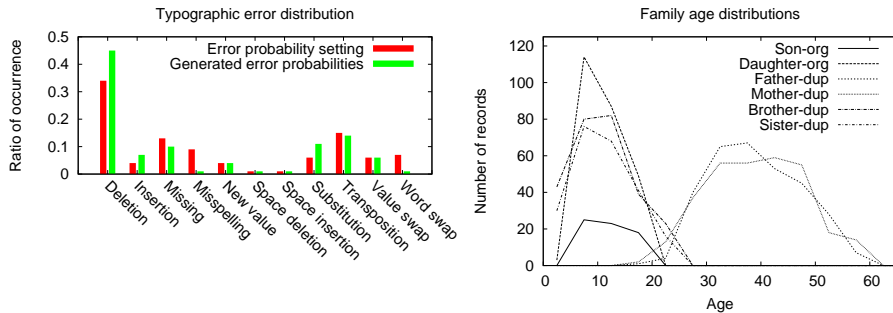 Typographic error distribution
Ratio of occurrence
0.5
0.4
0.3
0.2
0.1
0
Error probability setting
Generated error probabilities
Deletion
Insertion
Missing
Misspelling
New value
Space deletion
Space insertion
Substitution
Transposition
Value swap
Word swap
Family age distributions
Number of records
120
100
80
60
40
20
0
Son-org
Daughter-org
Father-dup
Mother-dup
Brother-dup
Sister-dup
0 10 20 30 40 50 60
Age